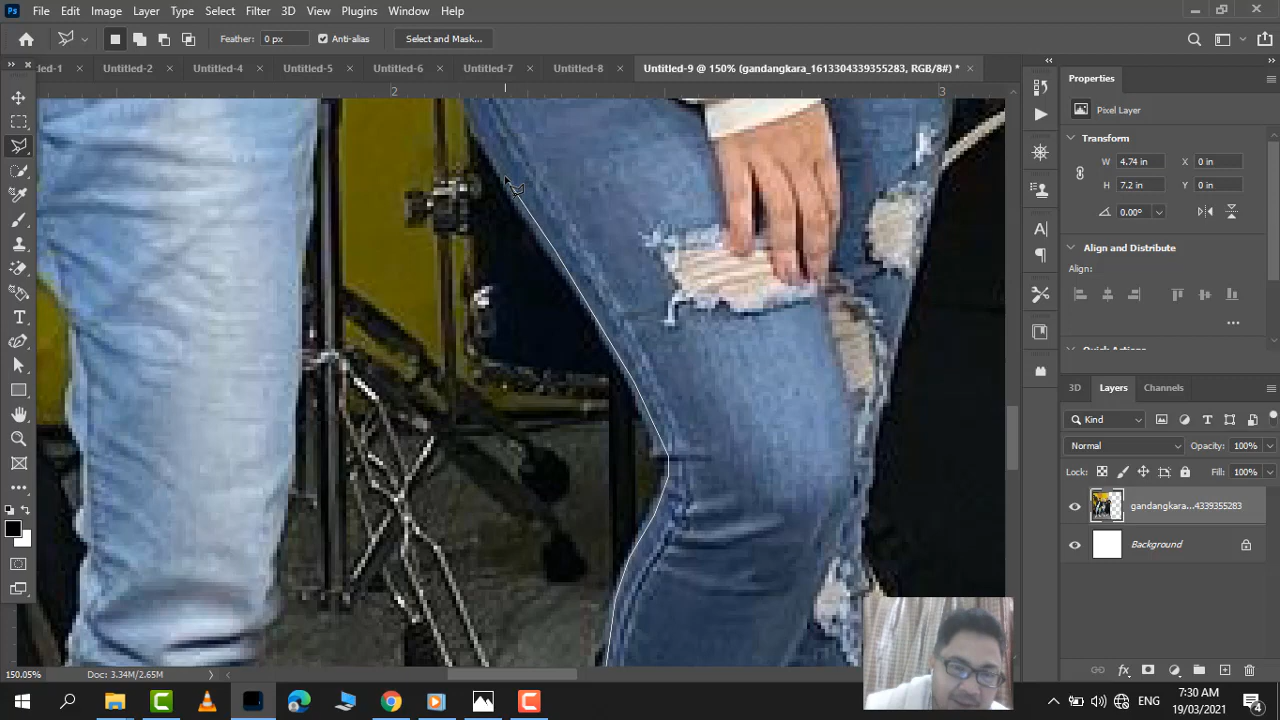 Ps File Edit Image Layer Type Select Filter 3D View Plugins Window Help
Feather: 0 px Anti-alias Select and Mask...
led-1 × Untitled-2 × Untitled-4 × Untitled-5 × Untitled-6 × Untitled-7 × Untitled-8 × Untitled-9 @ 150% (gandangkara_1613304339355283, RGB/8#) * ×
2 3
Properties
Pixel Layer
Transform
W 4.74 in X 0 in
H 7.2 in Y 0 in
0.00°
Align and Distribute
Align:
...
Quick Actions
3D Layers Channels
Kind
Normal Opacity: 100%
Lock: Fill: 100%
gandangkara...4339355283
Background
150.05% Doc: 3.34M/2.65M
ENG
7:30 AM
19/03/2021
4